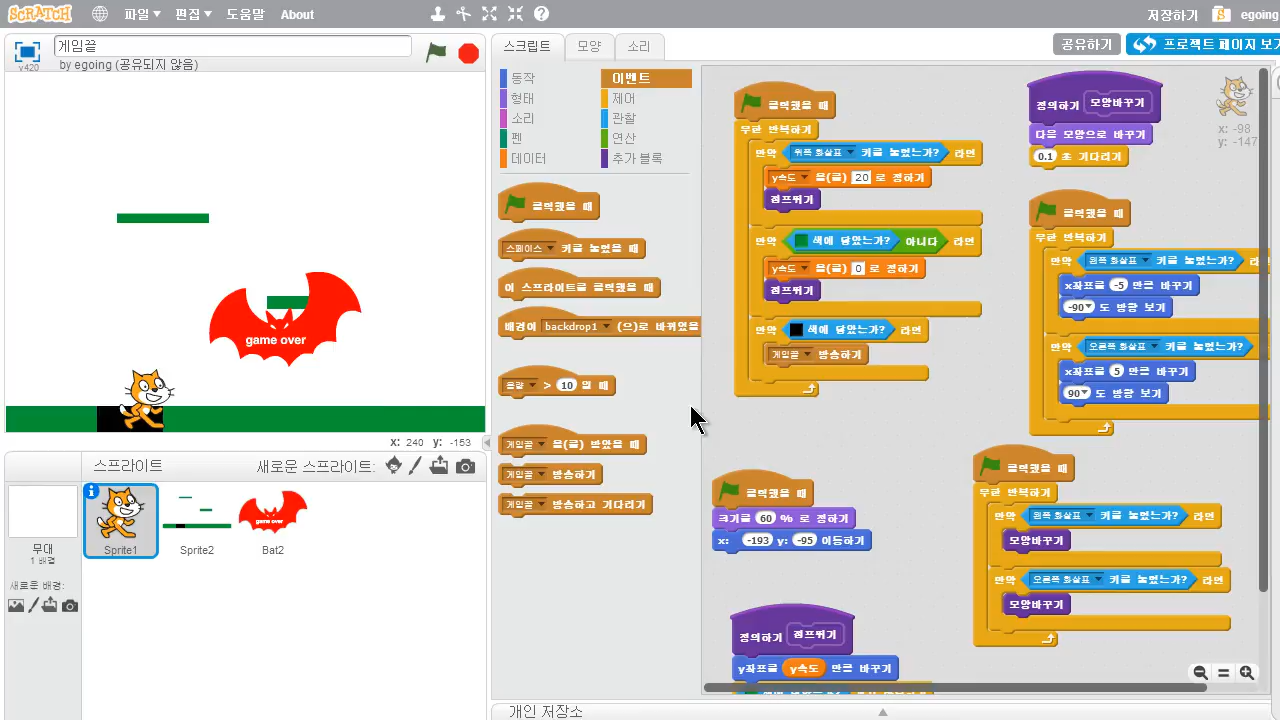 SCRATCH 파일▼ 편집▼ 도움말 About 저장하기 egoing
게임끝
v420 by egoing (공유되지 않음)
스크립트 모양 소리
공유하기 프로젝트 페이지 보기
동작 이벤트
형태 제어
소리 관찰
펜 연산
데이터 추가 블록
클릭했을 때
스페이스 키를 눌렀을 때
이 스프라이트를 클릭했을 때
배경이 backdrop1 (으)로 바뀌었을
음량 > 10 일 때
게임끝 을(를) 받았을 때
게임끝 방송하기
게임끝 방송하고 기다리기
game over
x: 240 y: -153
스프라이트 새로운 스프라이트:
무대
1 배경
새로운 배경:
Sprite1
Sprite2
game over
Bat2
클릭했을 때
무한 반복하기
만약 위쪽 화살표 키를 눌렀는가? 라면
y속도 을(를) 20 로 정하기
점프뛰기
만약 색에 닿았는가? 아니다 라면
y속도 을(를) 0 로 정하기
점프뛰기
만약 색에 닿았는가? 라면
게임끝 방송하기
클릭했을 때
크기를 60 % 로 정하기
x: -193 y: -95 이동하기
정의하기 점프뛰기
y좌표를 y속도 만큼 바꾸기
정의하기 모양바꾸기
다음 모양으로 바꾸기
0.1 초 기다리기
x: -98
y: -147
클릭했을 때
무한 반복하기
만약 왼쪽 화살표 키를 눌렀는가? 라면
x좌표를 -5 만큼 바꾸기
-90▼ 도 방향 보기
만약 오른쪽 화살표 키를 눌렀는가?
x좌표를 5 만큼 바꾸기
90▼ 도 방향 보기
클릭했을 때
무한 반복하기
만약 왼쪽 화살표 키를 눌렀는가? 라면
모양바꾸기
만약 오른쪽 화살표 키를 눌렀는가? 라면
모양바꾸기
개인 저장소